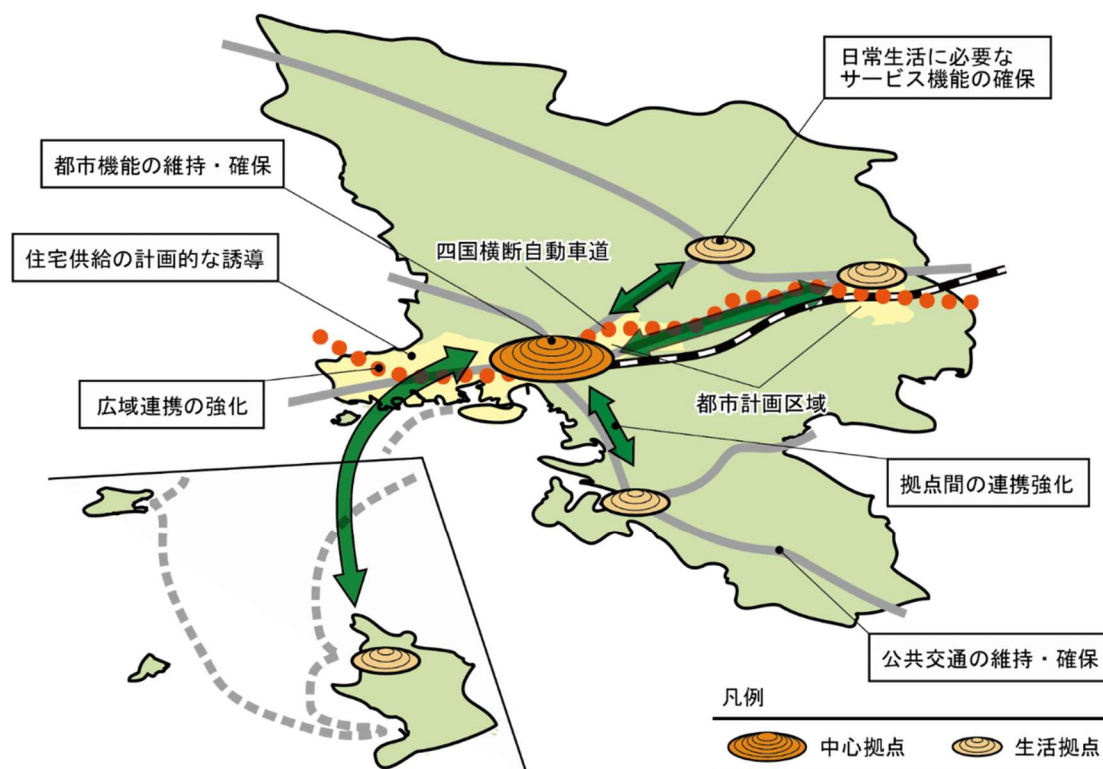 日常生活に必要な
サービス機能の確保
都市機能の維持・確保
四国横断自動車道
住宅供給の計画的な誘導
広域連携の強化
都市計画区域
拠点間の連携強化
公共交通の維持・確保
凡例
中心拠点
生活拠点